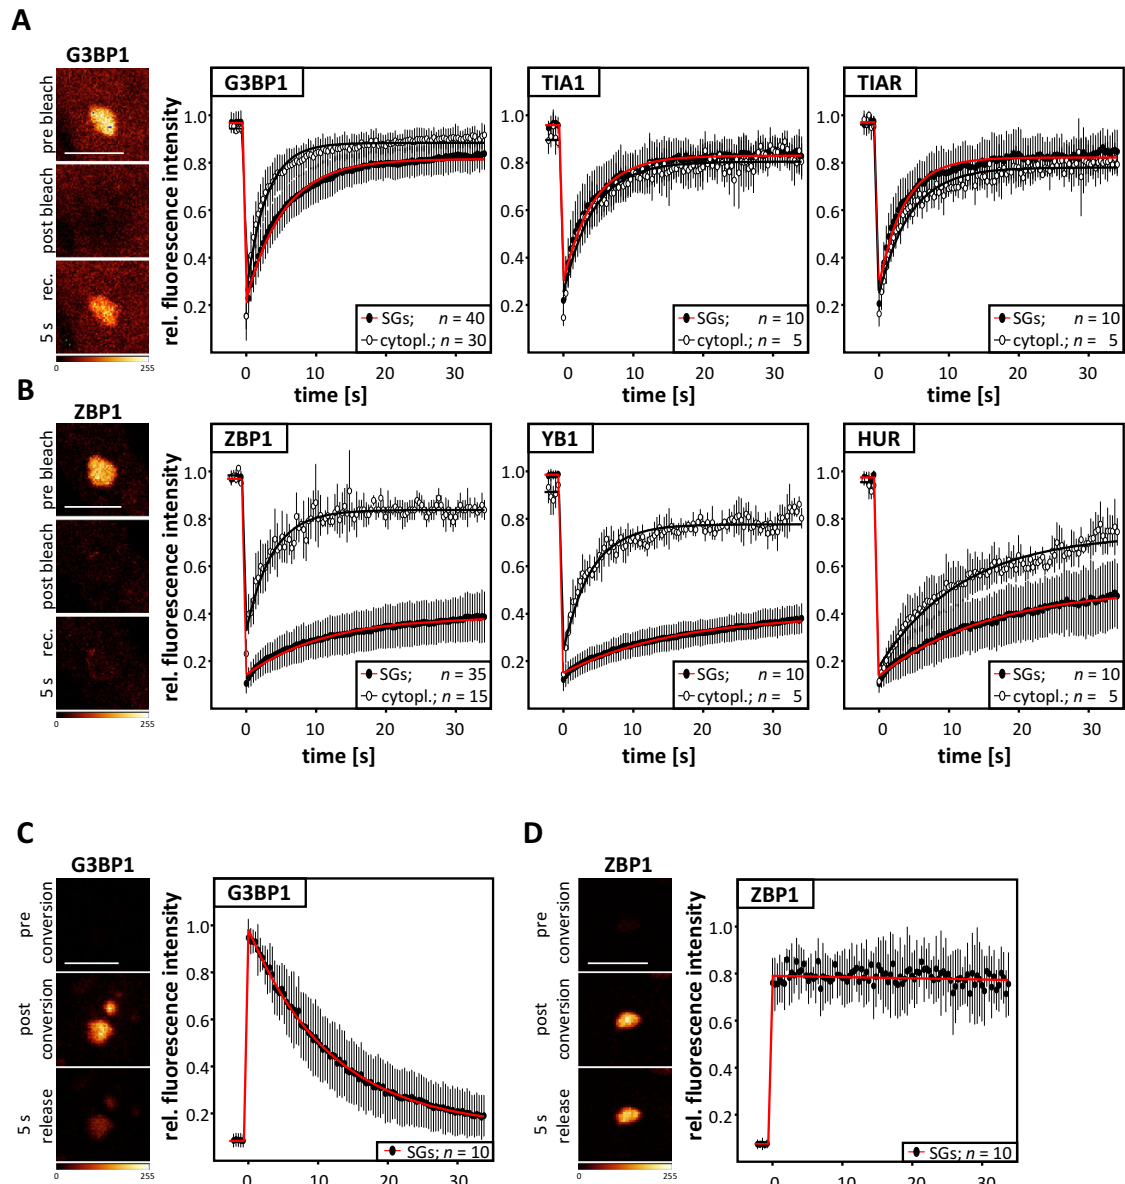 A
G3BP1
pre bleach
post bleach
5 s rec.
0 255
rel. fluorescence intensity
G3BP1
1.0
0.8
0.6
0.4
0.2
SGs; n = 40
cytopl.; n = 30
0 10 20 30
time [s]
TIA1
SGs; n = 10
cytopl.; n = 5
0 10 20 30
time [s]
TIAR
1.0
0.8
0.6
0.4
0.2
SGs; n = 10
cytopl.; n = 5
0 10 20 30
time [s]
B
ZBP1
pre bleach
post bleach
5 s rec.
0 255
rel. fluorescence intensity
ZBP1
1.0
0.8
0.6
0.4
0.2
SGs; n = 35
cytopl.; n = 15
0 10 20 30
time [s]
YB1
1.0
0.8
0.6
0.4
0.2
SGs; n = 10
cytopl.; n = 5
0 10 20 30
time [s]
HUR
1.0
0.8
0.6
0.4
0.2
SGs; n = 10
cytopl.; n = 5
0 10 20 30
time [s]
C
G3BP1
pre conversion
post conversion
5 s release
0 255
rel. fluorescence intensity
G3BP1
1.0
0.8
0.6
0.4
0.2
SGs; n = 10
0 10 20 30
D
ZBP1
pre conversion
post conversion
5 s release
0 255
rel. fluorescence intensity
ZBP1
1.0
0.8
0.6
0.4
0.2
SGs; n = 10
0 10 20 30